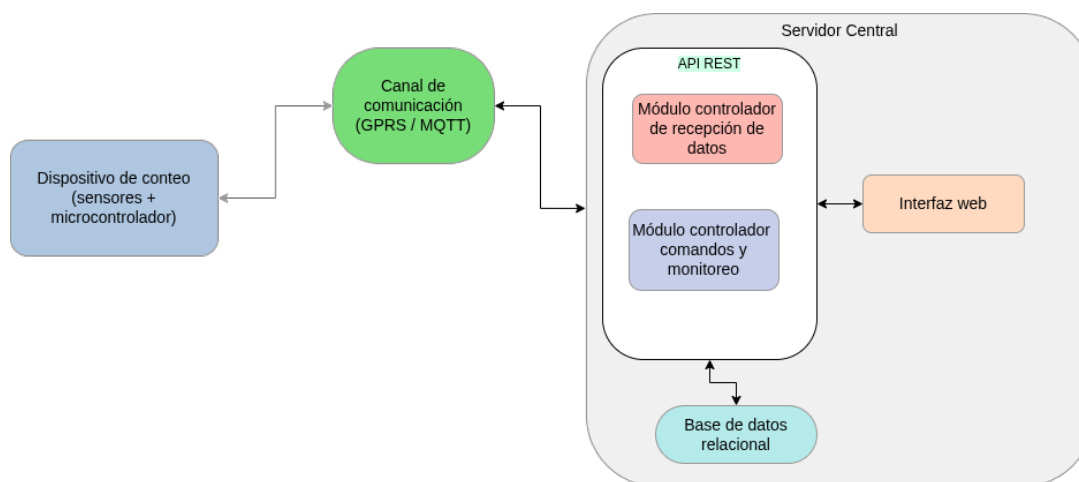 Servidor Central
API REST
Canal de
comunicación
(GPRS / MQTT)
Módulo controlador
de recepción de
datos
Dispositivo de conteo
(sensores +
microcontrolador)
Interfaz web
Módulo controlador
comandos y
monitoreo
Base de datos
relacional